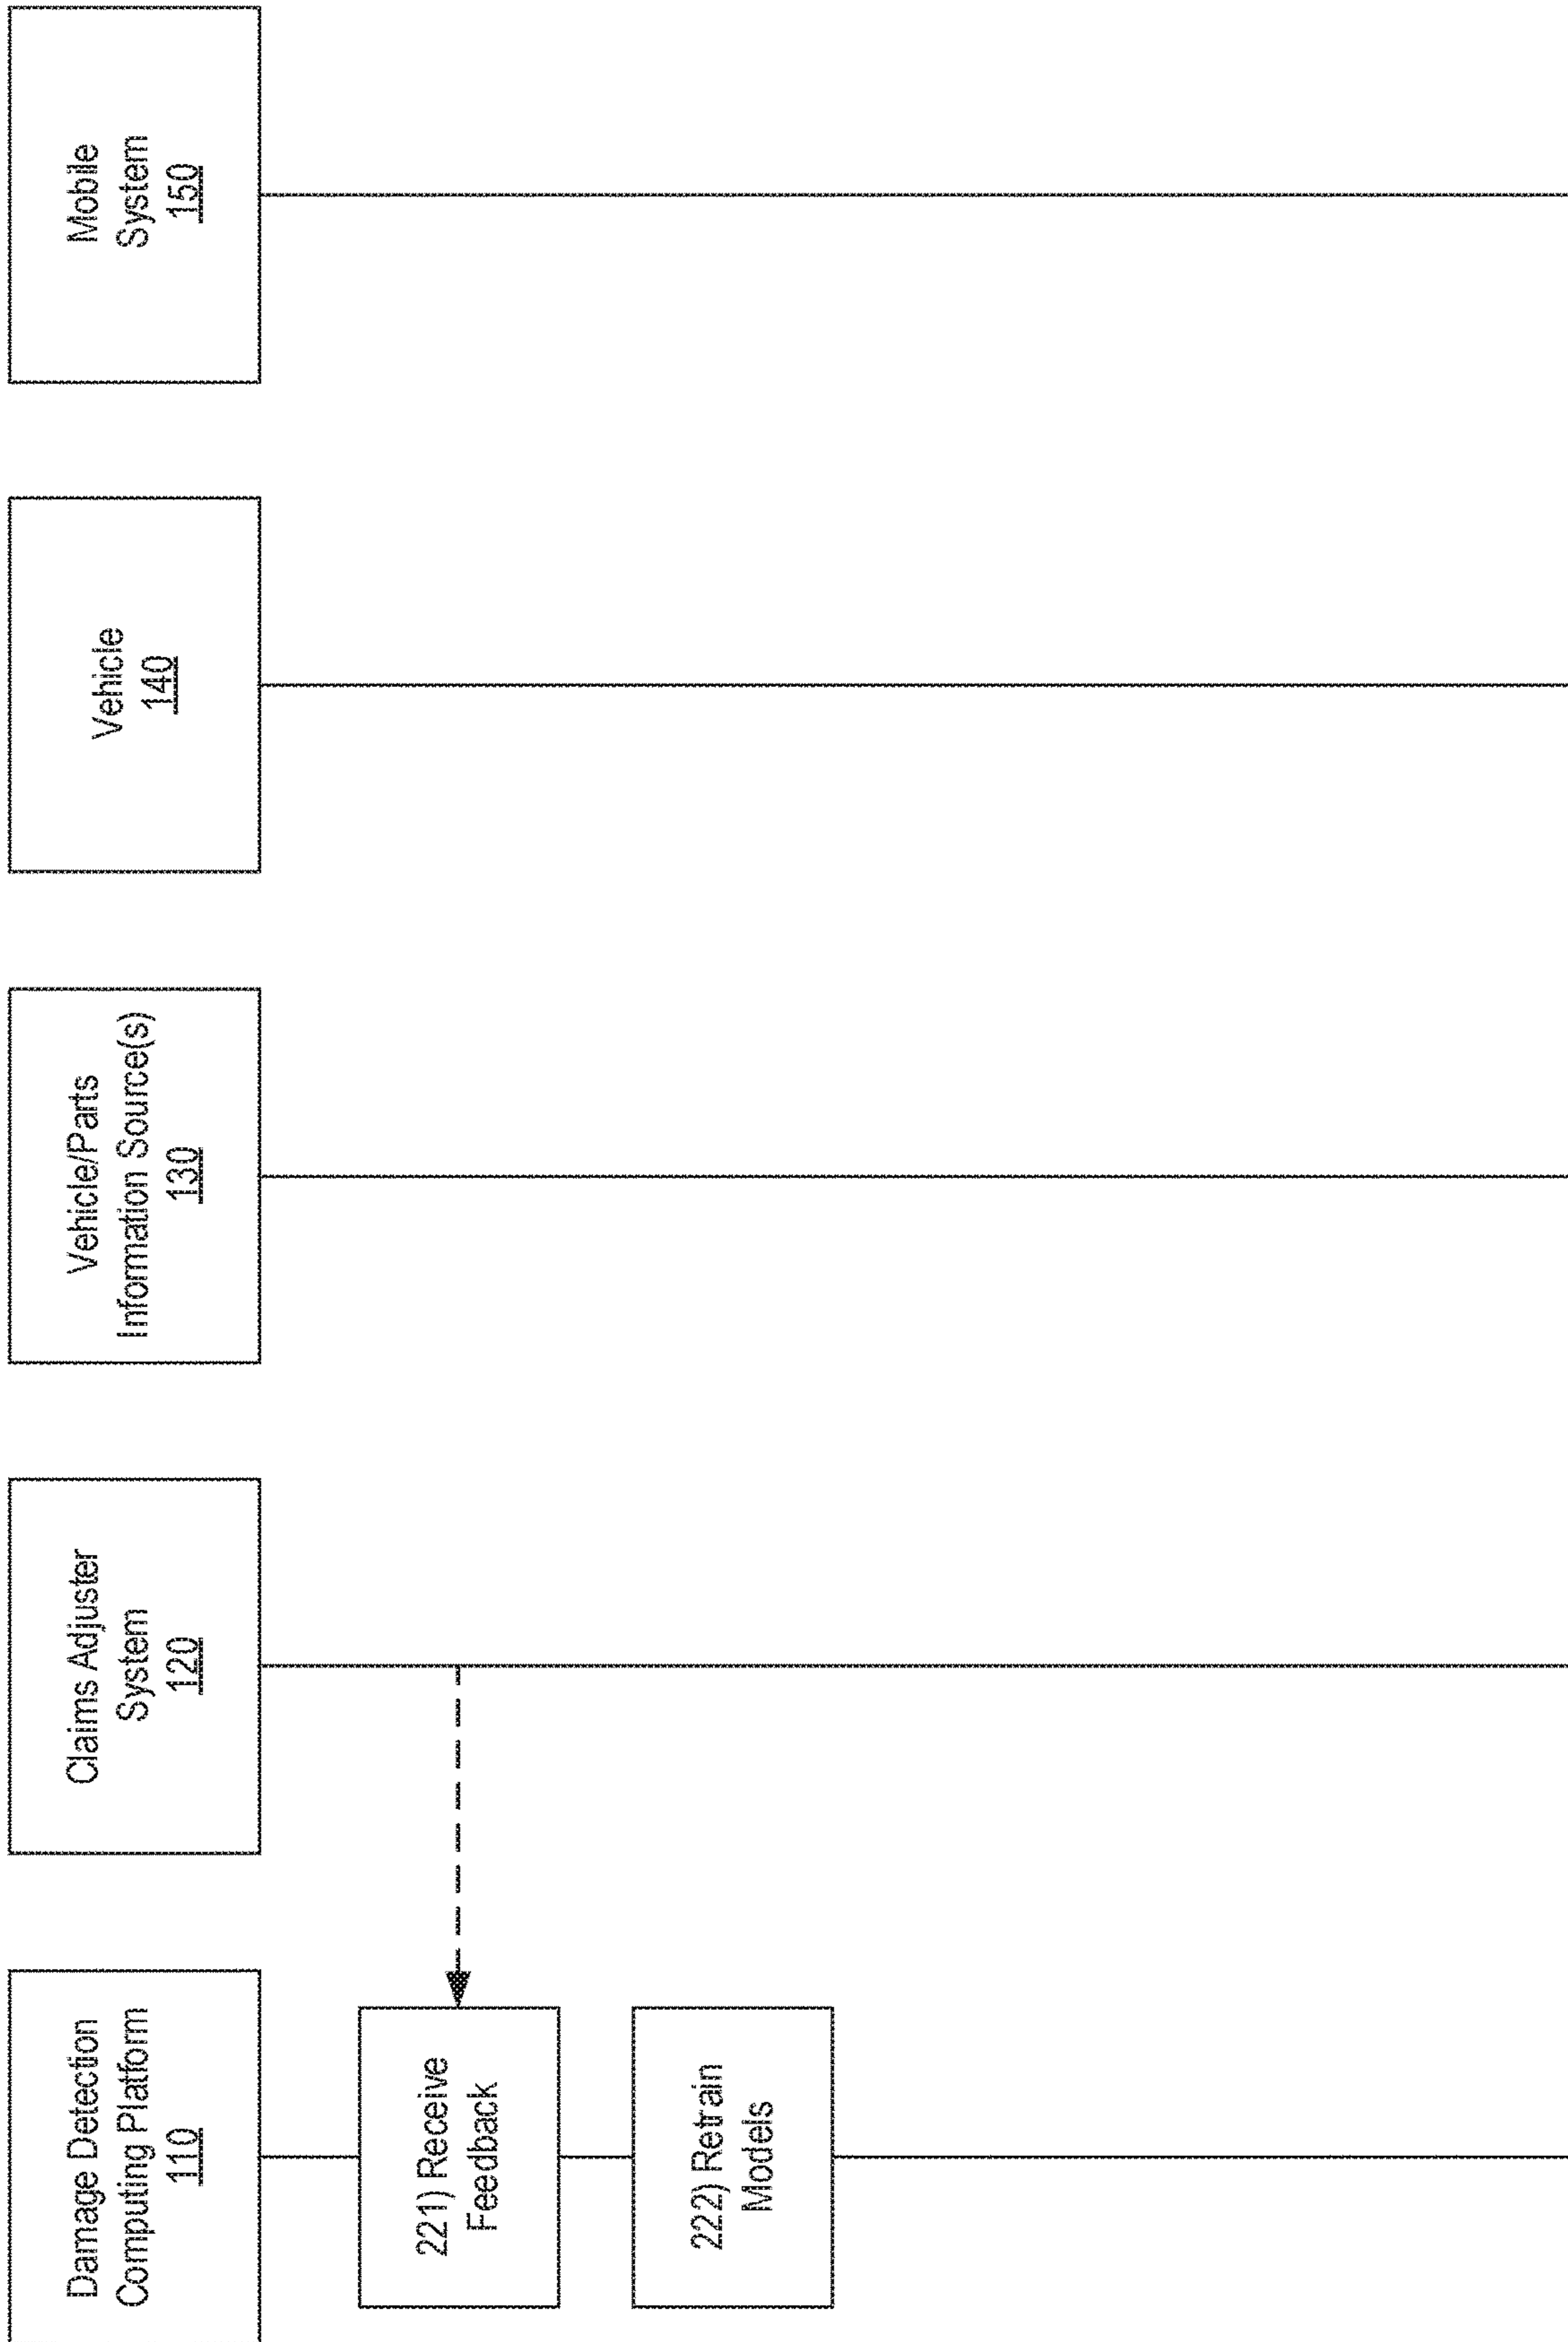 Damage Detection
Computing Platform
110
Claims Adjuster
System
120
Vehicle/Parts
Information Source(s)
130
Vehicle
140
Mobile
System
150
221) Receive
Feedback
222) Retrain
Models